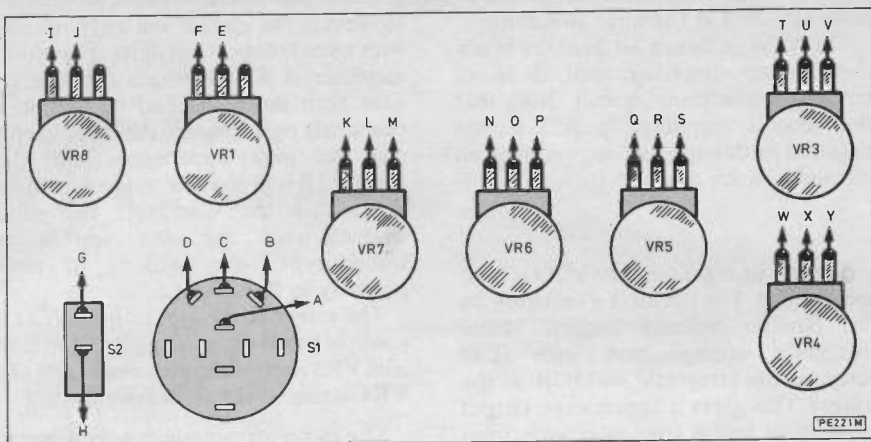 I J
F E
T U V
VR8
VR1
VR3
K L M
N O P
Q R S
VR7
VR6
VR5
W X Y
VR4
G
D C B
A
S2
S1
H
PE221M